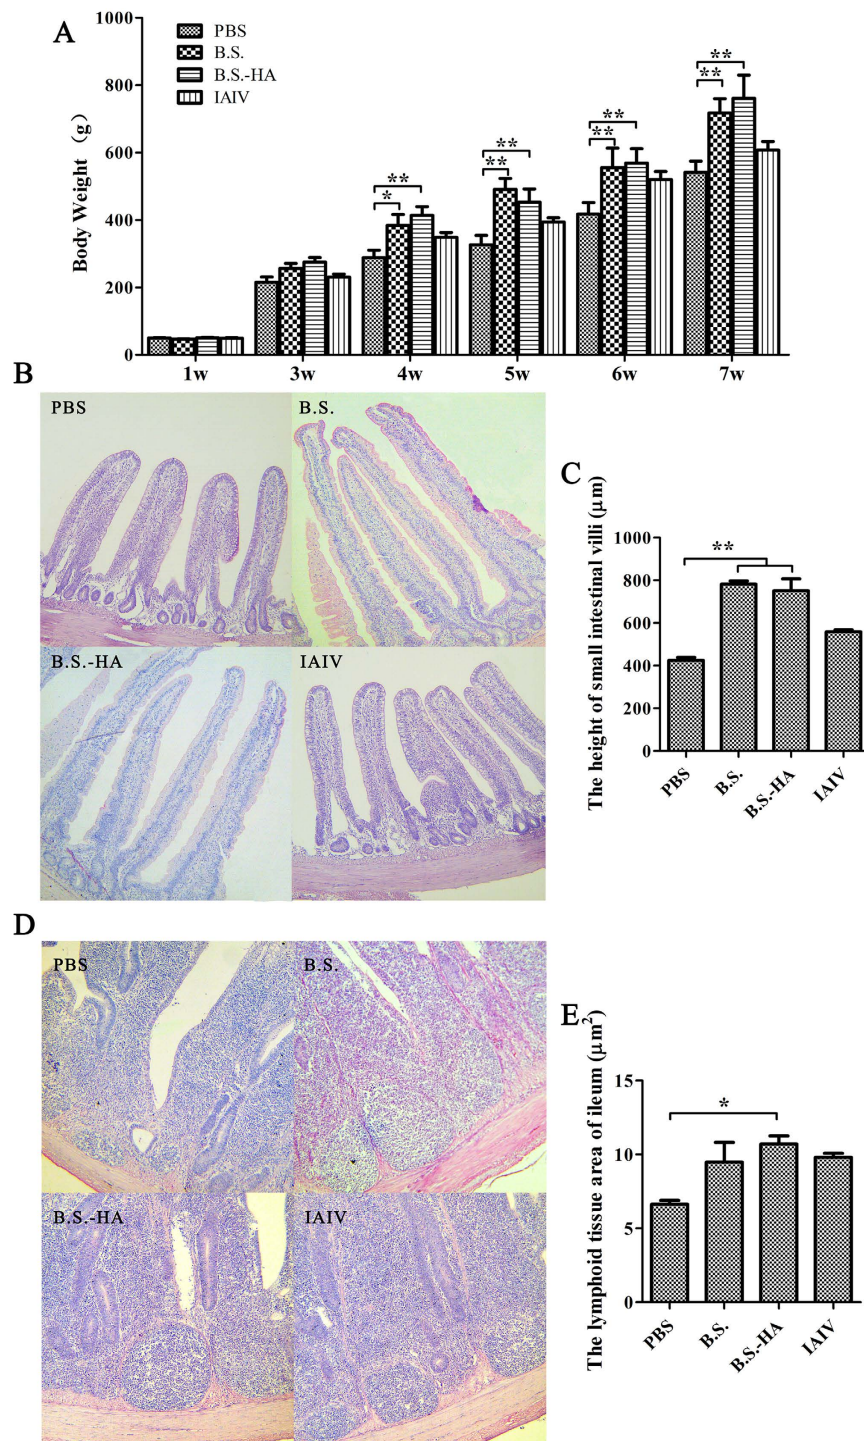 A
Body Weight (g)
1000
800
600
400
200
0
PBS
B.S.
B.S.-HA
IAIV
*
**
**
**
**
**
**
**
1w
3w
4w
5w
6w
7w
B
PBS
B.S.
B.S.-HA
IAIV
C
The height of small intestinal villi (μm)
1000
800
600
400
200
0
**
PBS
B.S.
B.S.-HA
IAIV
D
PBS
B.S.
B.S.-HA
IAIV
E
The lymphoid tissue area of ileum (μm²)
15
10
5
0
*
PBS
B.S.
B.S.-HA
IAIV